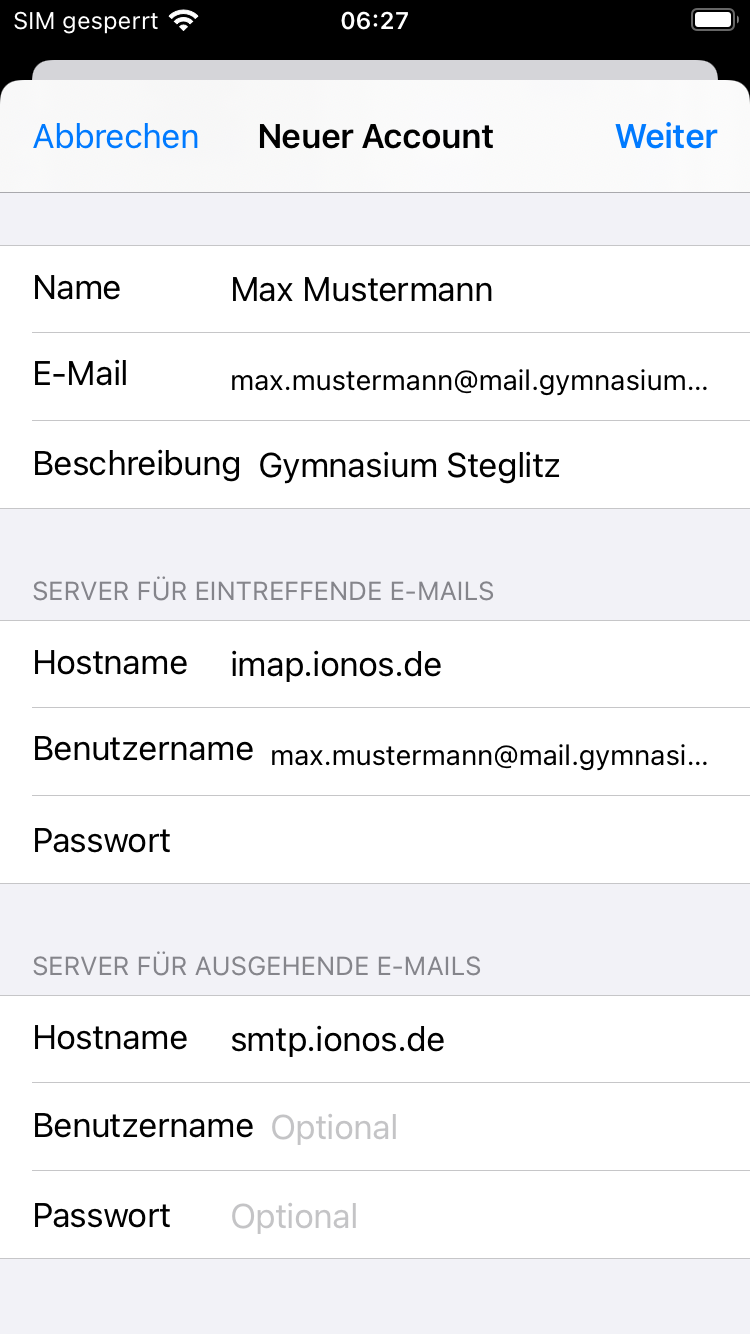 SIM gesperrt 06:27
Abbrechen Neuer Account Weiter
Name Max Mustermann
E-Mail max.mustermann@mail.gymnasium...
Beschreibung Gymnasium Steglitz
SERVER FÜR EINTREFFENDE E-MAILS
Hostname imap.ionos.de
Benutzername max.mustermann@mail.gymnasi...
Passwort
SERVER FÜR AUSGEHENDE E-MAILS
Hostname smtp.ionos.de
Benutzername Optional
Passwort Optional